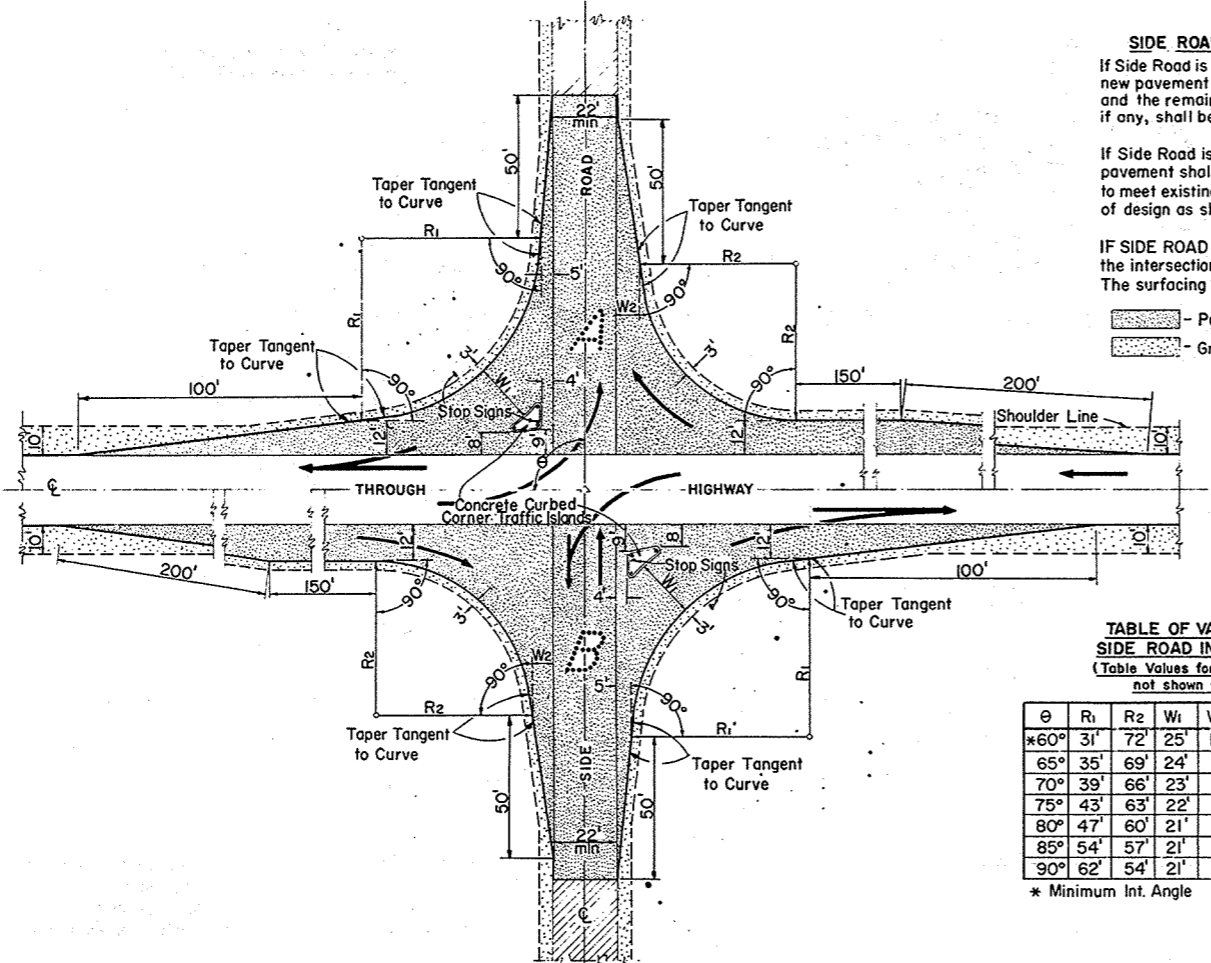 22'
min
50'
ROAD
50'
Taper Tangent
to Curve
Taper Tangent
to Curve
R1
R2
90°
5'
90°
W2
R1
A
R2
Taper Tangent
to Curve
3'
3'
100'
90°
W1
4'
90°
150'
200'
Stop Signs
Shoulder Line
10'
12'
8'
6'
θ
12'
10'
℄
THROUGH
HIGHWAY
Concrete Curbed
Corner Traffic Islands
10'
12'
6'
8'
12'
10'
Stop Signs
200'
150'
90°
4'
W1
90°
100'
Taper Tangent
to Curve
3'
3'
R2
B
R1
W2
90°
5'
90°
R2
R1
Taper Tangent
to Curve
Taper Tangent
to Curve
SIDE
50'
50'
22'
min
℄
SIDE ROA
If Side Road is
new pavement
and the remain
if any, shall be
If Side Road is
pavement shal
to meet existing
of design as sh
IF SIDE ROAD
the intersection
The surfacing
- P
- Gr
TABLE OF VA
SIDE ROAD IN
(Table Values for
not shown
θ R1 R2 W1
*60° 31' 72' 25'
65° 35' 69' 24'
70° 39' 66' 23'
75° 43' 63' 22'
80° 47' 60' 21'
85° 54' 57' 21'
90° 62' 54' 21'
* Minimum Int. Angle